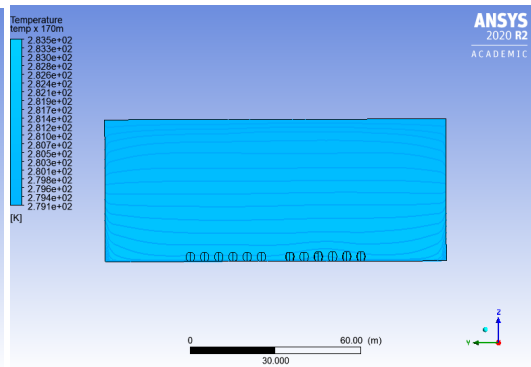 Temperature
temp x 170m
2.835e+02
2.833e+02
2.830e+02
2.828e+02
2.826e+02
2.824e+02
2.821e+02
2.819e+02
2.817e+02
2.814e+02
2.812e+02
2.810e+02
2.807e+02
2.805e+02
2.803e+02
2.801e+02
2.798e+02
2.796e+02
2.794e+02
2.791e+02
[K]
ANSYS
2020 R2
ACADEMIC
0 60.00 (m)
30.000
Z
Y